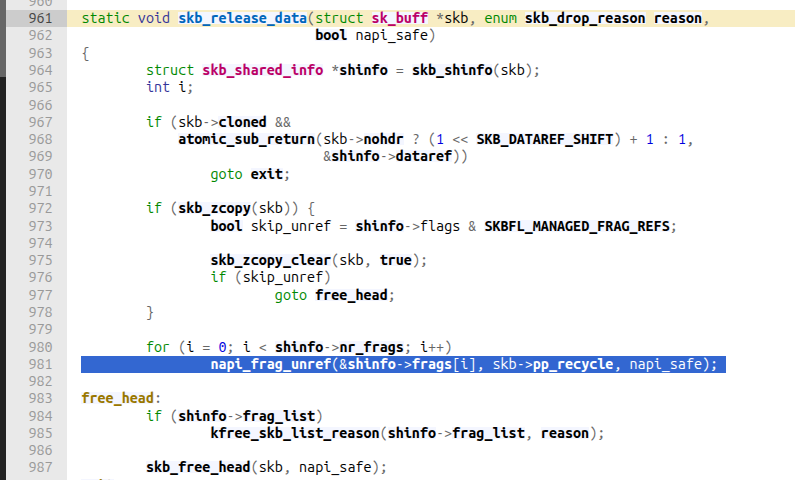 961 static void skb_release_data(struct sk_buff *skb, enum skb_drop_reason reason,
962                              bool napi_safe)
963 {
964         struct skb_shared_info *shinfo = skb_shinfo(skb);
965         int i;
966
967         if (skb->cloned &&
968             atomic_sub_return(skb->nohdr ? (1 << SKB_DATAREF_SHIFT) + 1 : 1,
969                               &shinfo->dataref))
970                 goto exit;
971
972         if (skb_zcopy(skb)) {
973                 bool skip_unref = shinfo->flags & SKBFL_MANAGED_FRAG_REFS;
974
975                 skb_zcopy_clear(skb, true);
976                 if (skip_unref)
977                         goto free_head;
978         }
979
980         for (i = 0; i < shinfo->nr_frags; i++)
981                 napi_frag_unref(&shinfo->frags[i], skb->pp_recycle, napi_safe);
982
983 free_head:
984         if (shinfo->frag_list)
985                 kfree_skb_list_reason(shinfo->frag_list, reason);
986
987         skb_free_head(skb, napi_safe);